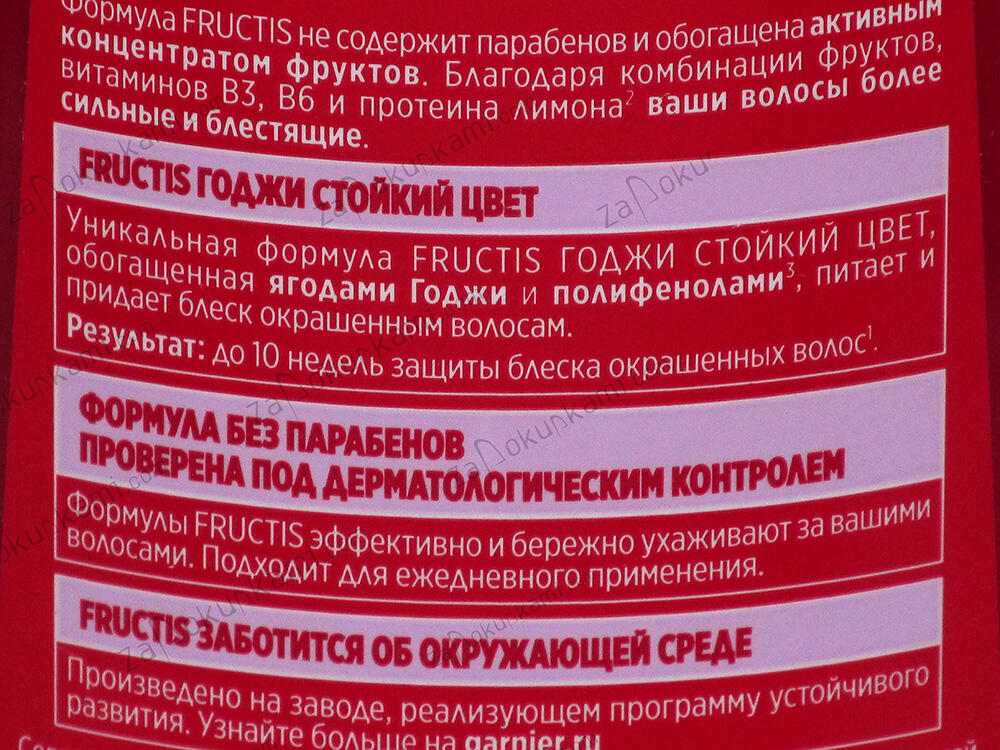 Формула FRUCTIS не содержит парабенов и обогащена активным
концентратом фруктов. Благодаря комбинации фруктов,
витаминов B3, B6 и протеина лимона² ваши волосы более
сильные и блестящие.
FRUCTIS ГОДЖИ СТОЙКИЙ ЦВЕТ
Уникальная формула FRUCTIS ГОДЖИ СТОЙКИЙ ЦВЕТ,
обогащенная ягодами Годжи и полифенолами³, питает и
придает блеск окрашенным волосам.
Результат: до 10 недель защиты блеска окрашенных волос¹.
ФОРМУЛА БЕЗ ПАРАБЕНОВ
ПРОВЕРЕНА ПОД ДЕРМАТОЛОГИЧЕСКИМ КОНТРОЛЕМ
Формулы FRUCTIS эффективно и бережно ухаживают за вашими
волосами. Подходит для ежедневного применения.
FRUCTIS ЗАБОТИТСЯ ОБ ОКРУЖАЮЩЕЙ СРЕДЕ
Произведено на заводе, реализующем программу устойчивого
развития. Узнайте больше на garnier.ru